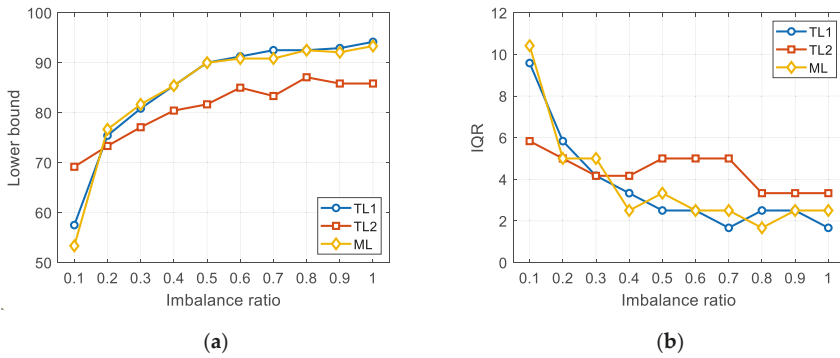 100
90
80
70
60
50
Lower bound
TL1
TL2
ML
0.1 0.2 0.3 0.4 0.5 0.6 0.7 0.8 0.9 1
Imbalance ratio
(a)
12
10
8
6
4
2
0
IQR
TL1
TL2
ML
0.1 0.2 0.3 0.4 0.5 0.6 0.7 0.8 0.9 1
Imbalance ratio
(b)